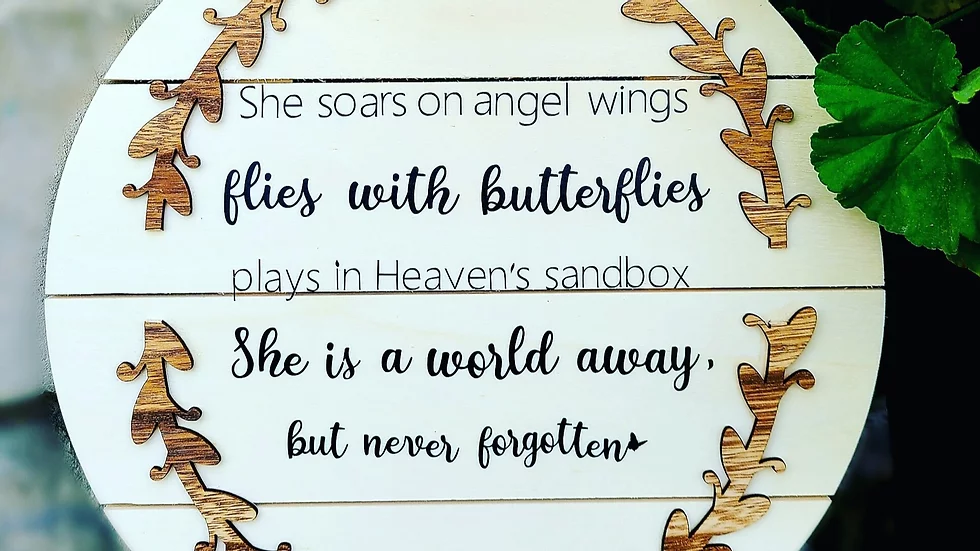 She soars on angel wings
flies with butterflies
plays in Heaven's sandbox
She is a world away,
but never forgotten